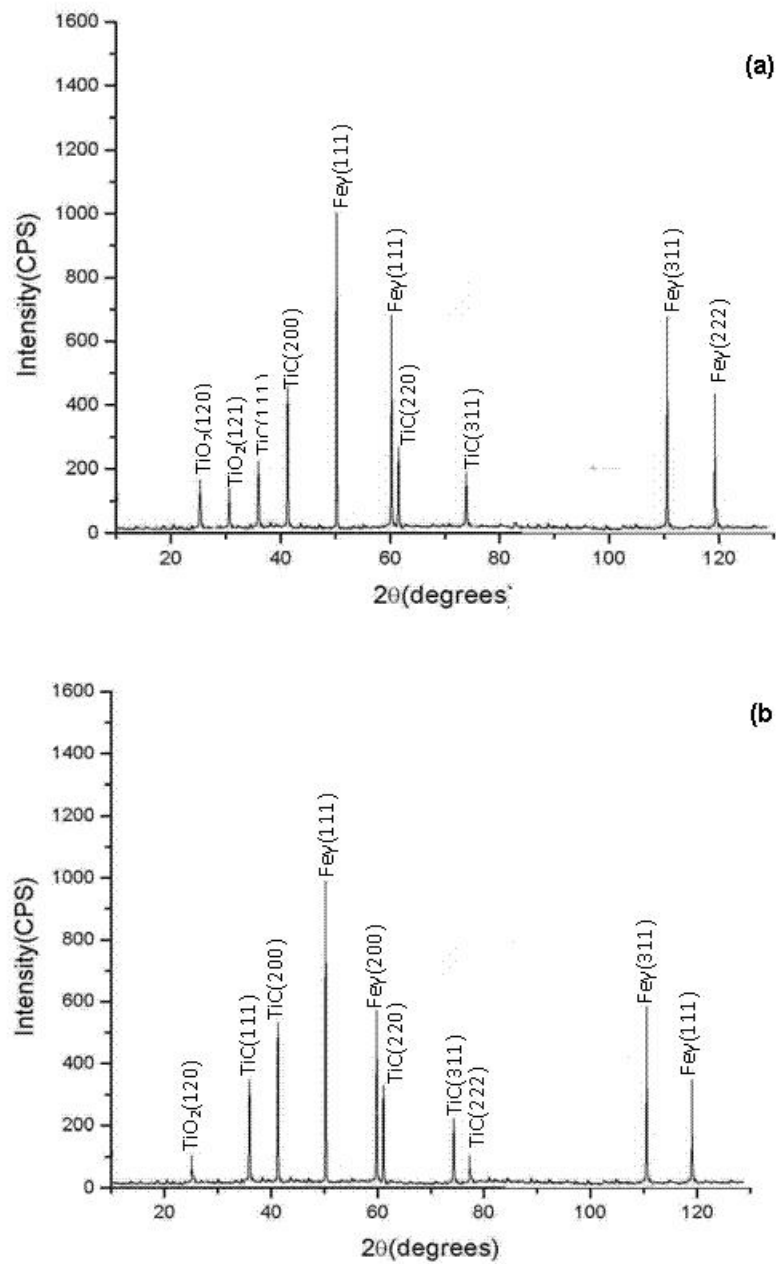 (a)
1600
1400
1200
1000
800
600
400
200
0
Intensity(CPS)
TiO₂(120)
TiO₂(121)
TiC(111)
TiC(200)
Feγ(111)
Feγ(111)
TiC(220)
TiC(311)
Feγ(311)
Feγ(222)
20 40 60 80 100 120
2θ(degrees)
(b
1600
1400
1200
1000
800
600
400
200
0
Intensity(CPS)
TiO₂(120)
TiC(111)
TiC(200)
Feγ(111)
Feγ(200)
TiC(220)
TiC(311)
TiC(222)
Feγ(311)
Feγ(111)
20 40 60 80 100 120
2θ(degrees)